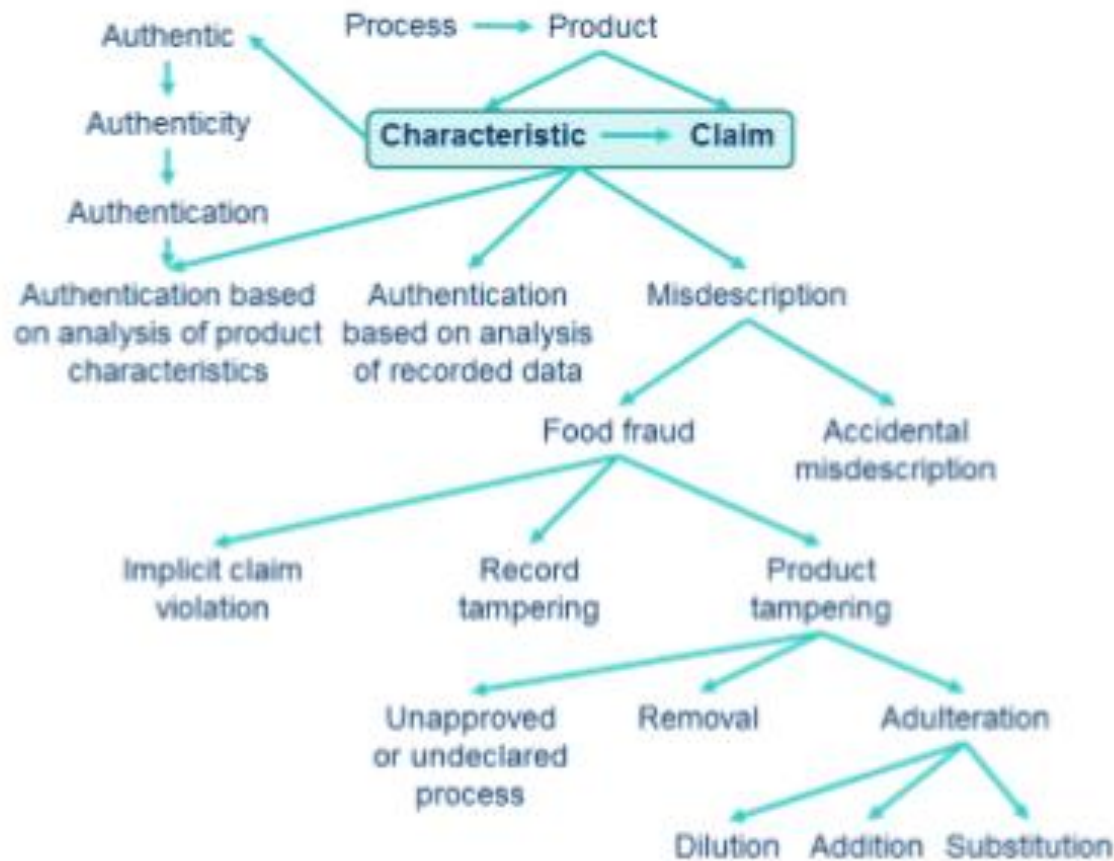 Authentic
Process Product
Authenticity
Characteristic Claim
Authentication
Authentication based
on analysis of product
characteristics
Authentication
based on analysis
of recorded data
Misdescription
Food fraud
Accidental
misdescription
Implicit claim
violation
Record
tampering
Product
tampering
Unapproved
or undeclared
process
Removal
Adulteration
Dilution Addition Substitution